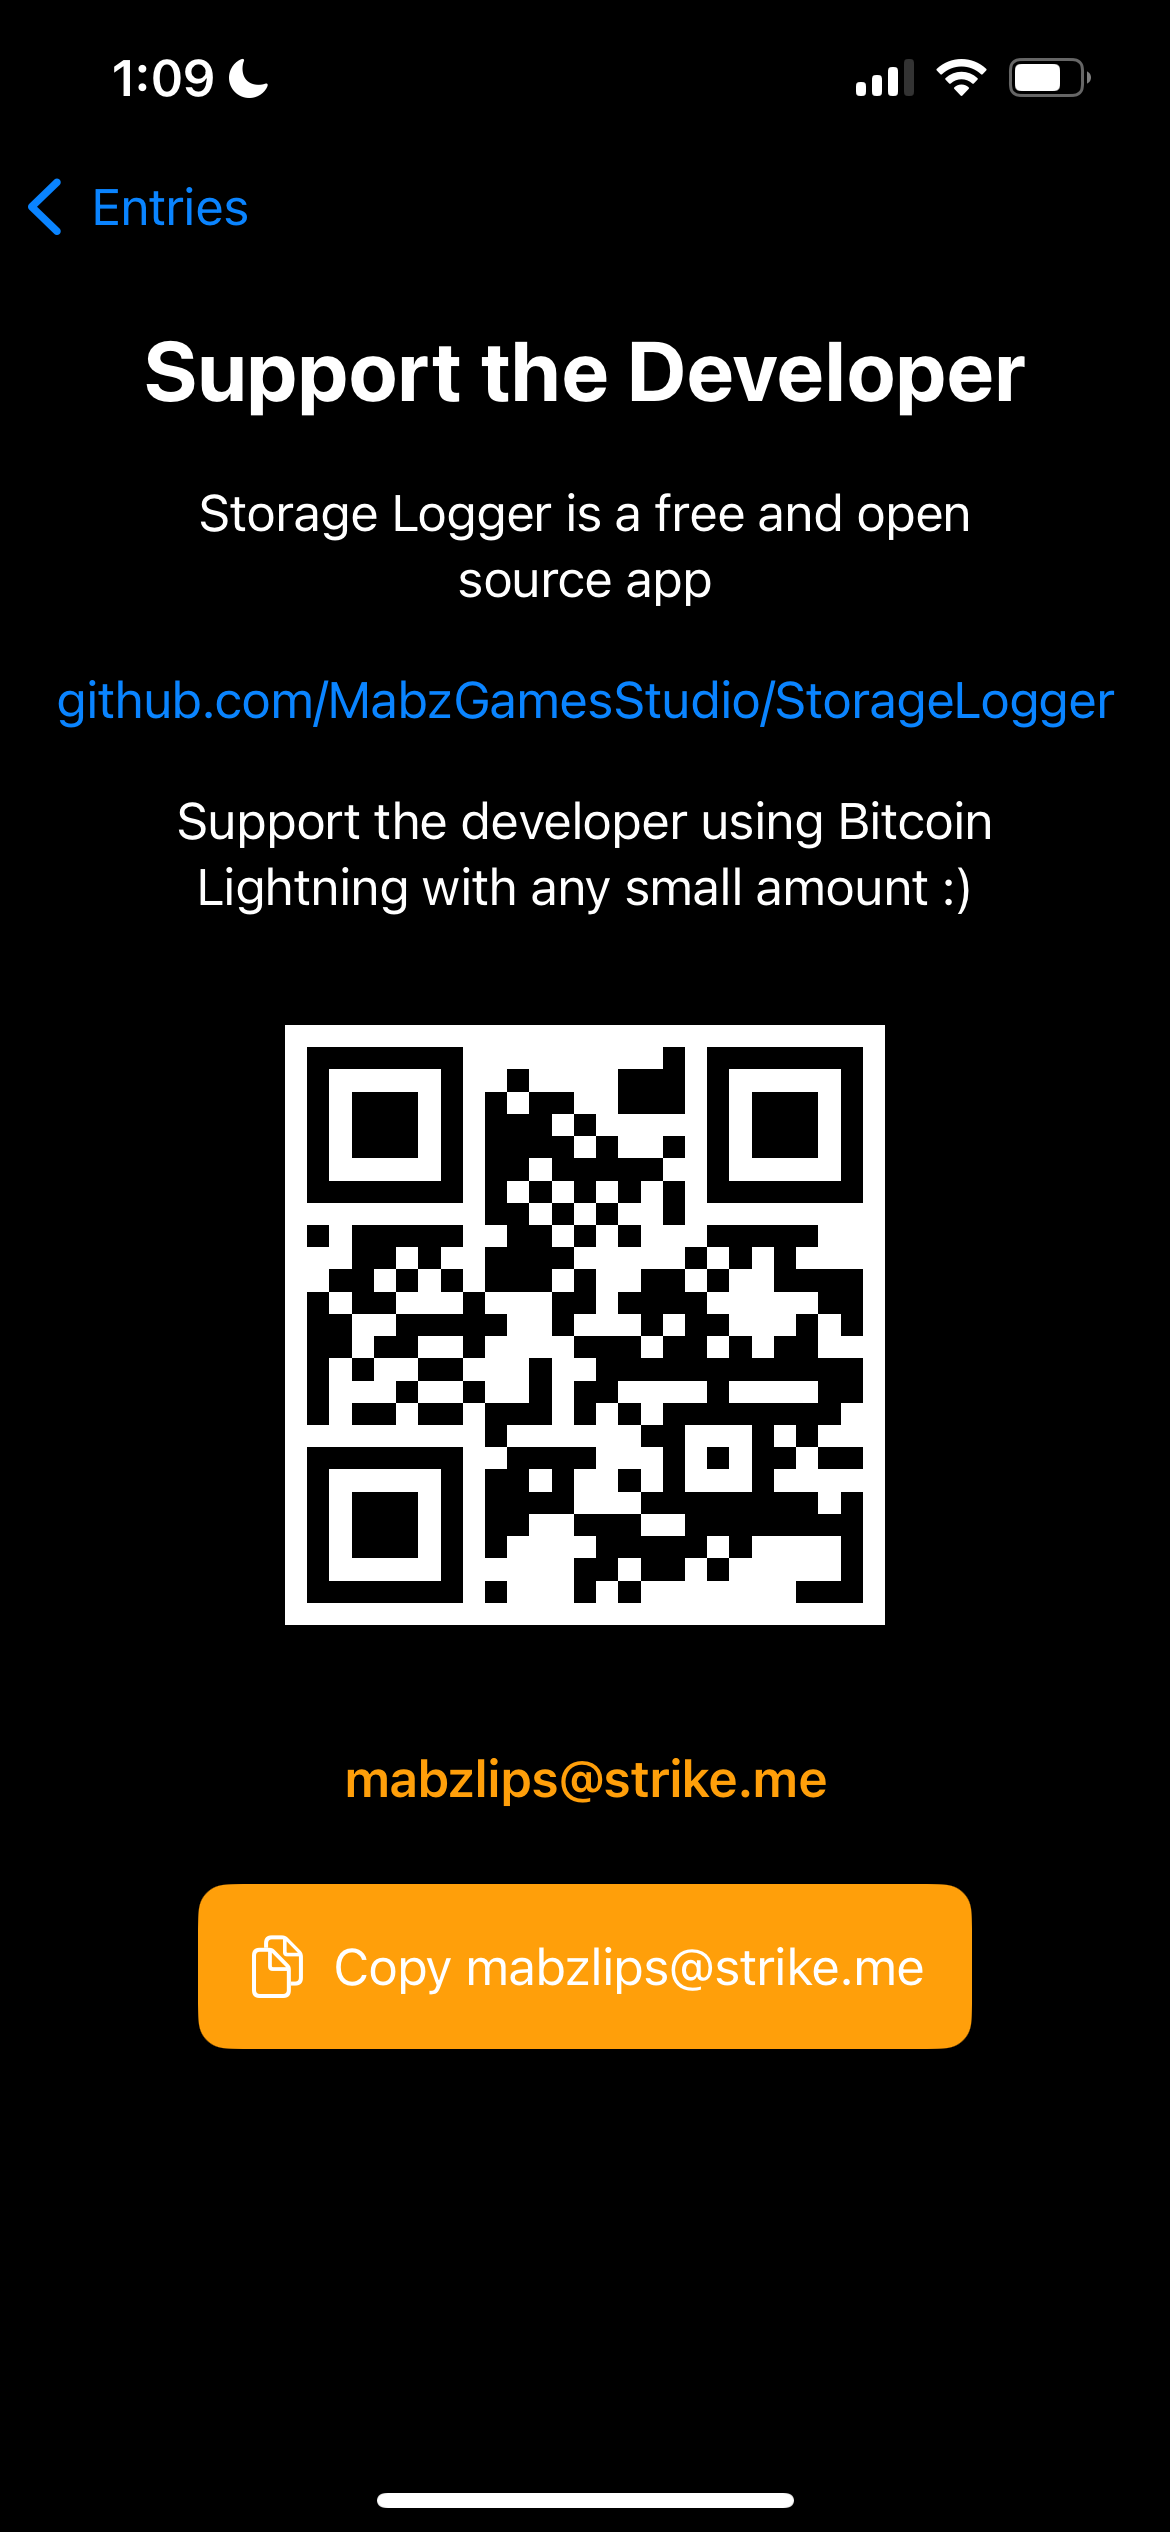 1:09
Entries
Support the Developer
Storage Logger is a free and open
source app
github.com/MabzGamesStudio/StorageLogger
Support the developer using Bitcoin
Lightning with any small amount :)
mabzlips@strike.me
Copy mabzlips@strike.me